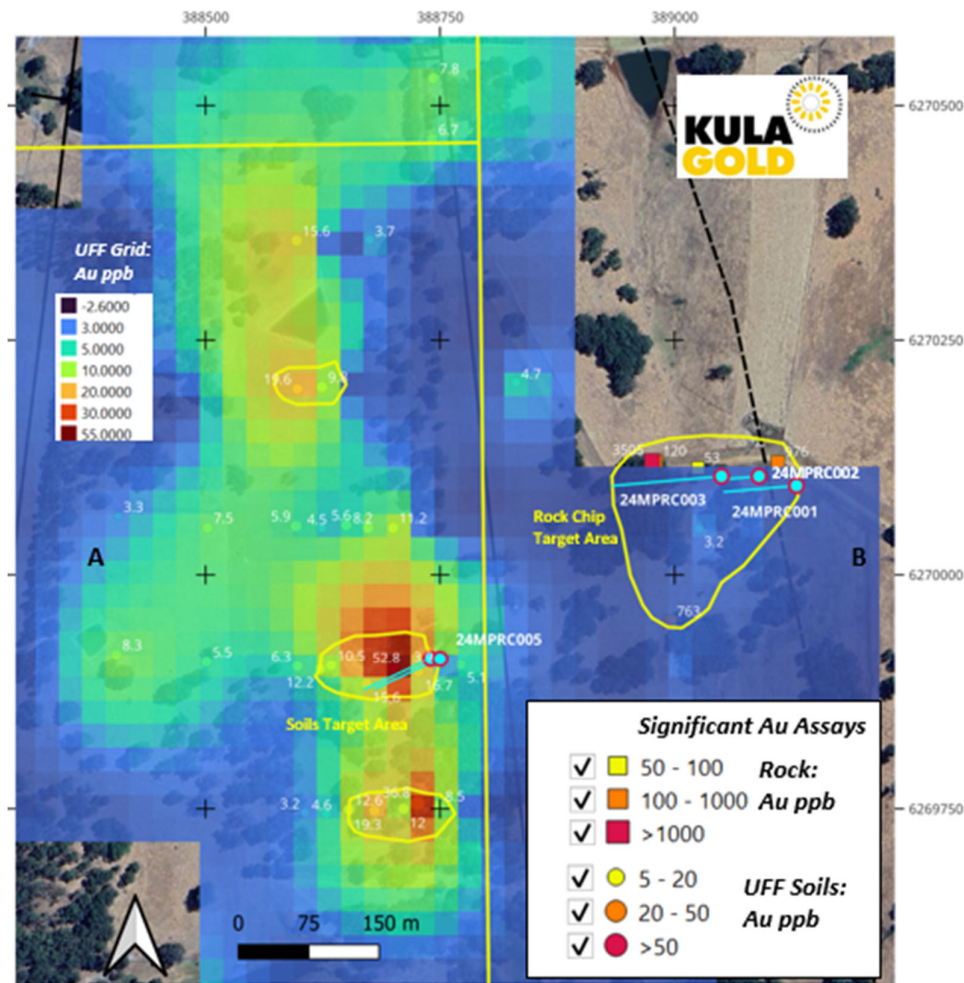 388500
388750
389000
7.8
KULA
GOLD
6270500
6.7
UFF Grid:
Au ppb
15.6
3.7
-2.6000
3.0000
5.0000
10.0000
20.0000
30.0000
55.0000
6270250
19.6
9.8
4.7
3505
120
53
976
24MPRC002
24MPRC003
24MPRC001
3.3
7.5
5.9
4.5
5.6
8.2
11.2
Rock Chip
Target Area
3.2
A
B
6270000
763
8.3
5.5
6.3
10.5
52.8
24MPRC005
12.2
15.6
16.7
5.1
Soils Target Area
3.2
4.6
12.6
36.8
8.5
19.3
12
6269750
0
75
150 m
Significant Au Assays
50 - 100
Rock:
100 - 1000
Au ppb
>1000
5 - 20
UFF Soils:
20 - 50
Au ppb
>50